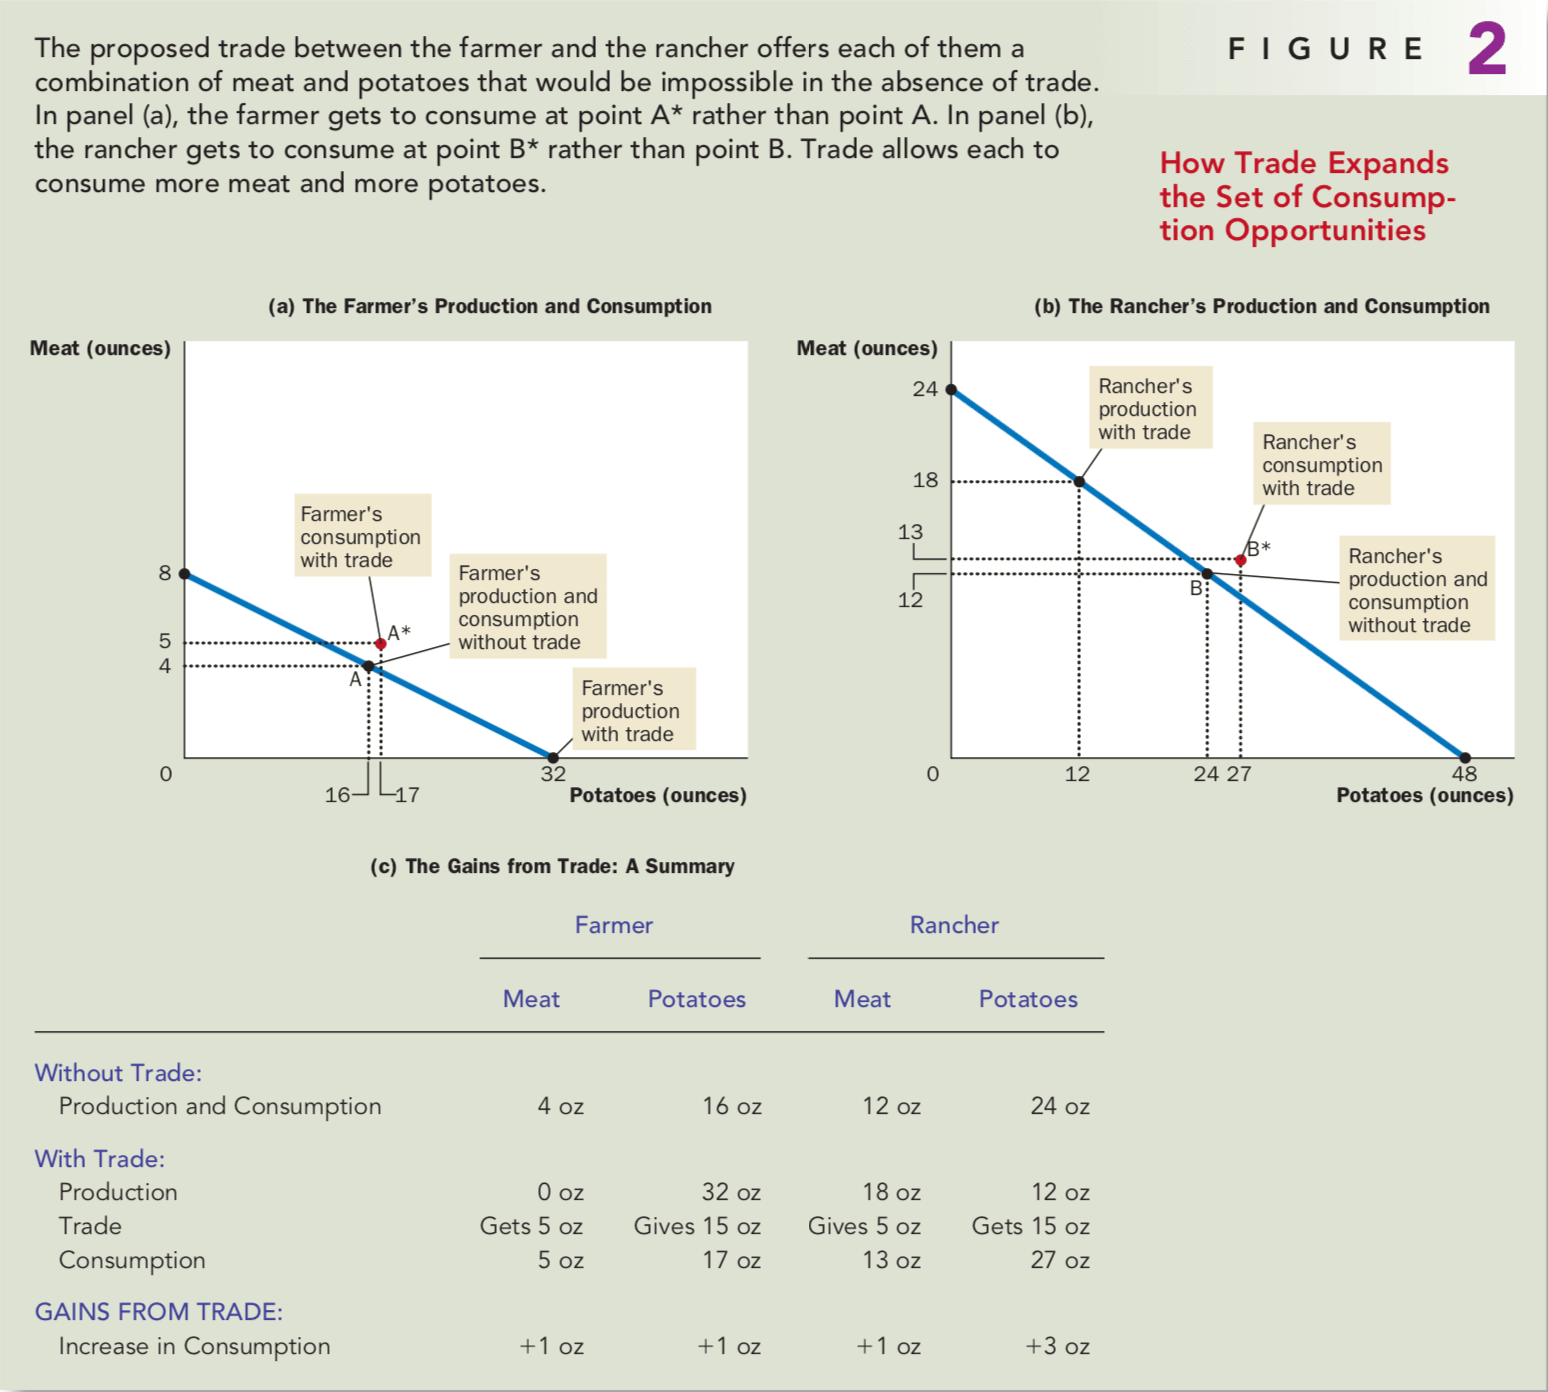 The proposed trade between the farmer and the rancher offers each of them a
combination of meat and potatoes that would be impossible in the absence of trade.
In panel (a), the farmer gets to consume at point A* rather than point A. In panel (b),
the rancher gets to consume at point B* rather than point B. Trade allows each to
consume more meat and more potatoes.
FIGURE 2
How Trade Expands
the Set of Consump-
tion Opportunities
(a) The Farmer's Production and Consumption
Meat (ounces)
8
5
4
0
Farmer's
consumption
with trade
A*
A
Farmer's
production and
consumption
without trade
Farmer's
production
with trade
16
17
32
Potatoes (ounces)
(b) The Rancher's Production and Consumption
Meat (ounces)
24
18
13
12
0
Rancher's
production
with trade
Rancher's
consumption
with trade
B*
B
Rancher's
production and
consumption
without trade
12
24 27
48
Potatoes (ounces)
(c) The Gains from Trade: A Summary
Farmer Rancher
Meat Potatoes Meat Potatoes
Without Trade:
Production and Consumption 4 oz 16 oz 12 oz 24 oz
With Trade:
Production 0 oz 32 oz 18 oz 12 oz
Trade Gets 5 oz Gives 15 oz Gives 5 oz Gets 15 oz
Consumption 5 oz 17 oz 13 oz 27 oz
GAINS FROM TRADE:
Increase in Consumption +1 oz +1 oz +1 oz +3 oz